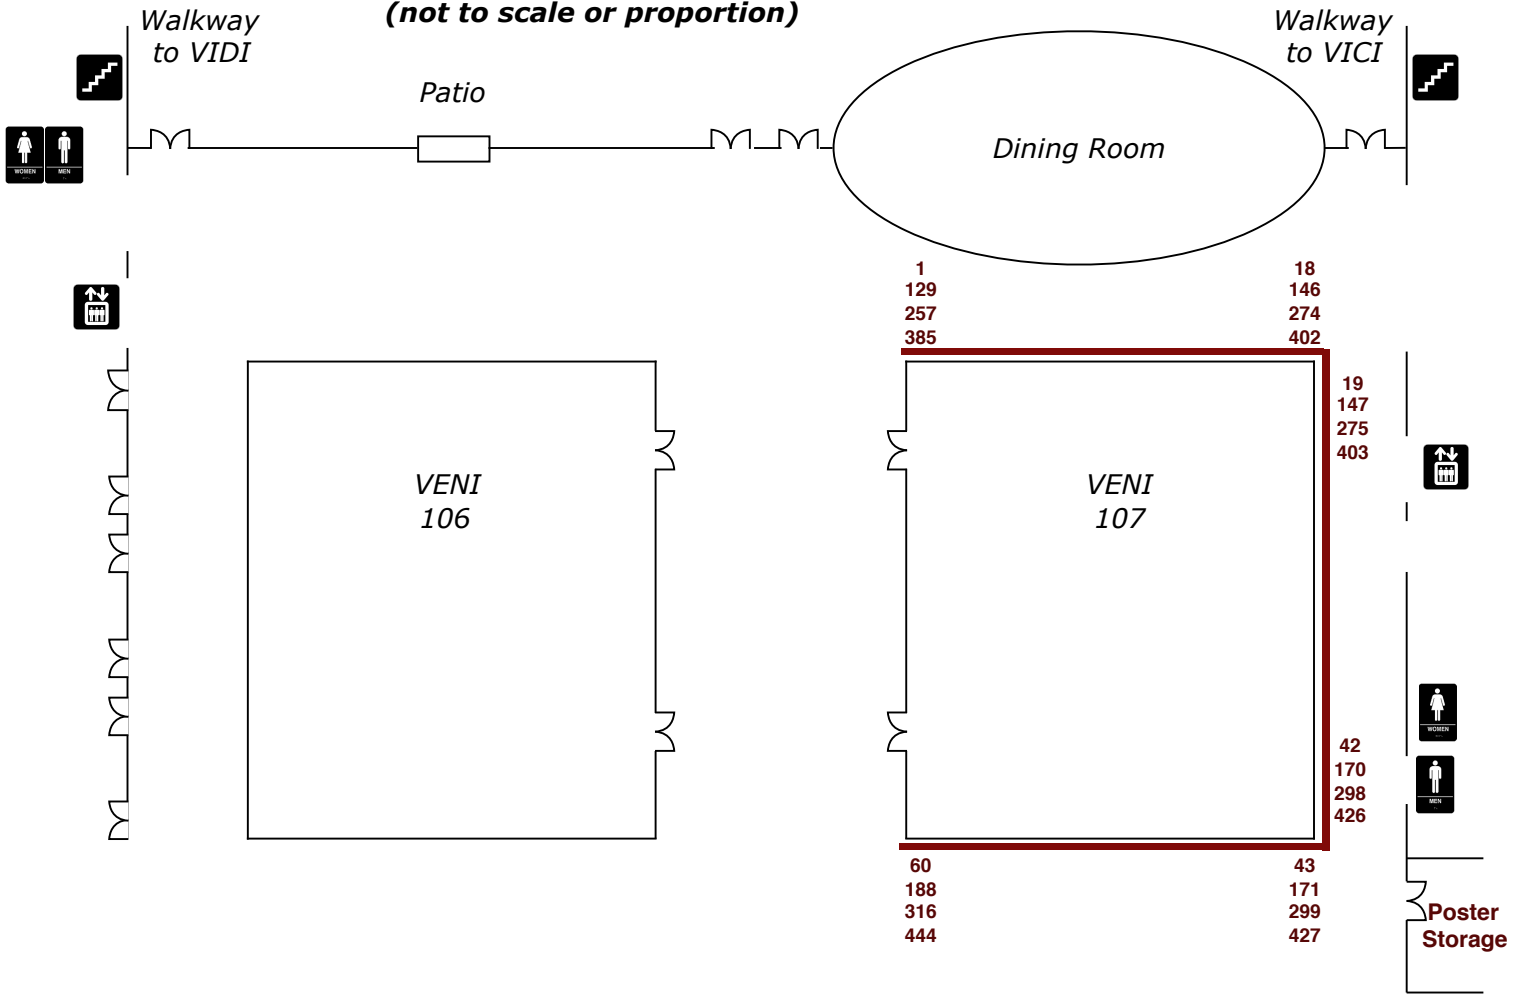 (not to scale or proportion)
Walkway
to VIDI
Walkway
to VICI
Patio
Dining Room
WOMEN
MEN
1
129
257
385
18
146
274
402
19
147
275
403
VENI
106
VENI
107
42
170
298
426
WOMEN
MEN
60
188
316
444
43
171
299
427
Poster
Storage